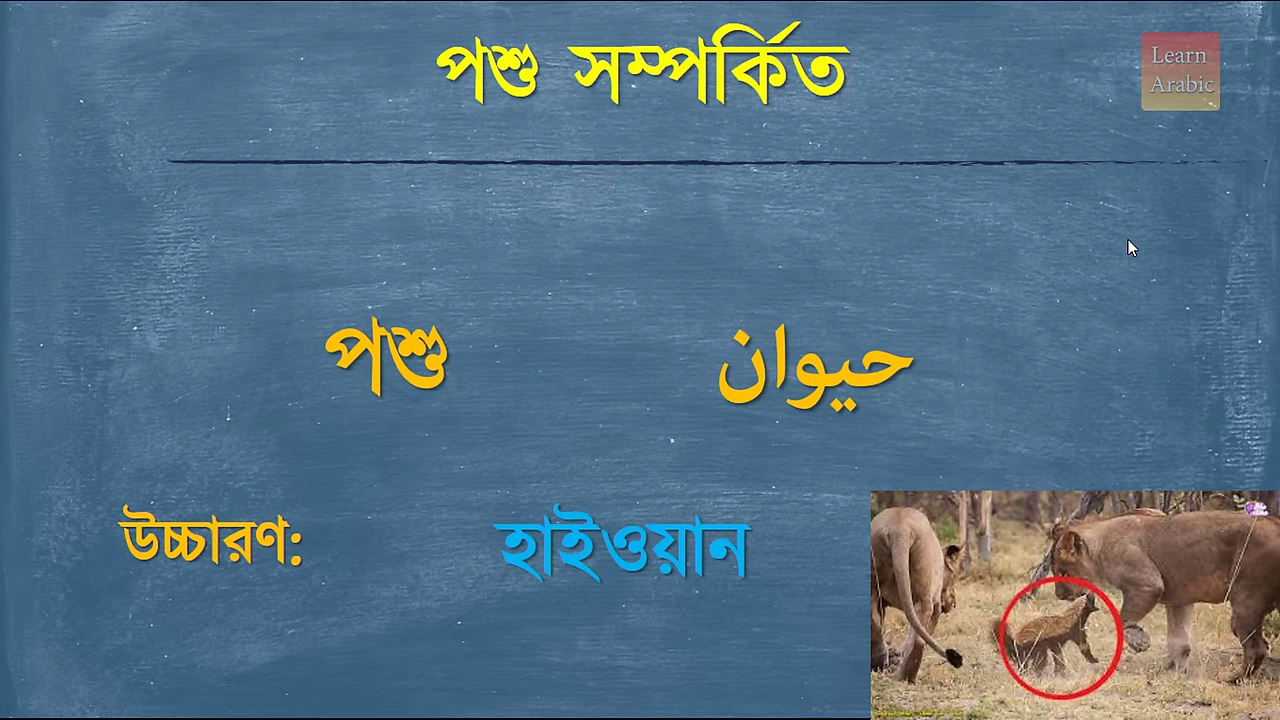 পশু সম্পর্কিত
Learn
Arabic
পশু حيوان
উচ্চারণ: হাইওয়ান